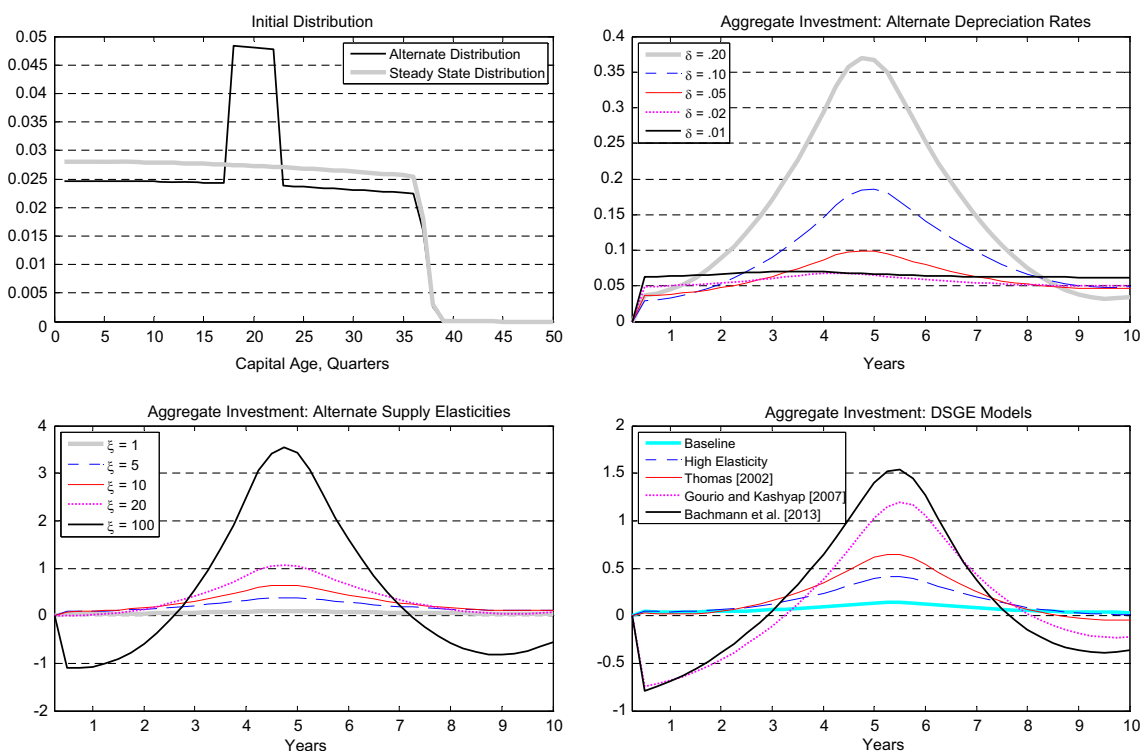 Initial Distribution
0.05
0.045
0.04
0.035
0.03
0.025
0.02
0.015
0.01
0.005
0
Alternate Distribution
Steady State Distribution
0 5 10 15 20 25 30 35 40 45 50
Capital Age, Quarters
Aggregate Investment: Alternate Depreciation Rates
0.4
0.35
0.3
0.25
0.2
0.15
0.1
0.05
0
δ = .20
δ = .10
δ = .05
δ = .02
δ = .01
1 2 3 4 5 6 7 8 9 10
Years
Aggregate Investment: Alternate Supply Elasticities
4
3
2
1
0
-1
-2
ξ = 1
ξ = 5
ξ = 10
ξ = 20
ξ = 100
1 2 3 4 5 6 7 8 9 10
Years
Aggregate Investment: DSGE Models
2
1.5
1
0.5
0
-0.5
-1
Baseline
High Elasticity
Thomas [2002]
Gourio and Kashyap [2007]
Bachmann et al. [2013]
1 2 3 4 5 6 7 8 9 10
Years